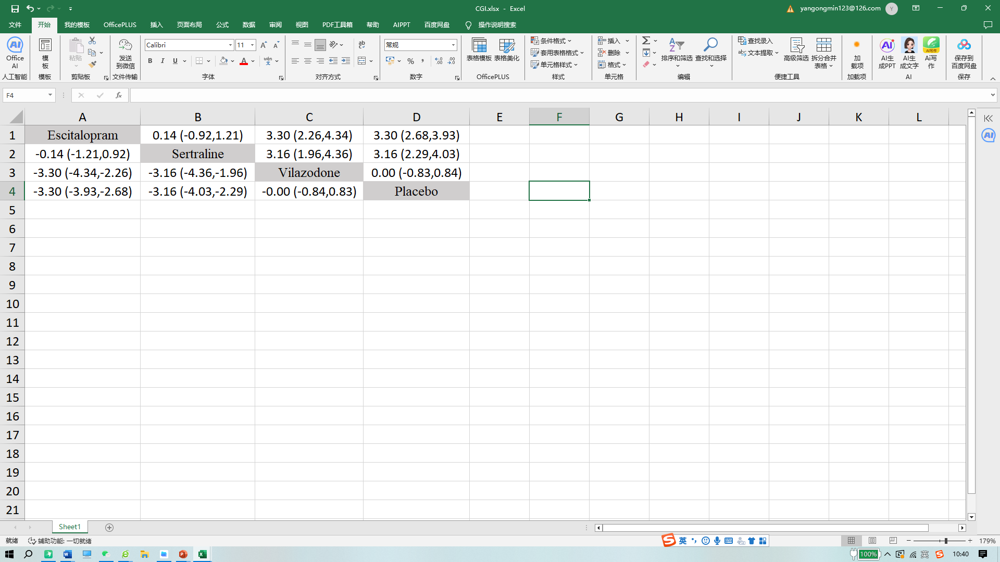 CGI.xlsx - Excel
yangongmin123@126.com Y
文件 开始 我的模板 OfficePLUS 插入 页面布局 公式 数据 审阅 视图 PDF工具箱 帮助 AIPPT 百度网盘 操作说明搜索
AI Office AI 人工智能
模板 模板
粘贴 剪贴板
发送到微信 文件传输
Calibri 11 B I U A wén 字体
ab 对齐方式
常规 % , .00 数字
表格模板 表格美化 OfficePLUS
条件格式 套用表格格式 单元格样式 样式
插入 删除 格式 单元格
Σ 排序和筛选 查找和选择 编辑
查找录入 文本提取 高级筛选 拆分合并表格 便捷工具
加载项 加载项
AI生成PPT AI生成文字 Ai写作 AI
保存到百度网盘 保存
F4 fx
A B C D E F G H I J K L
1 Escitalopram 0.14 (-0.92,1.21) 3.30 (2.26,4.34) 3.30 (2.68,3.93)
2 -0.14 (-1.21,0.92) Sertraline 3.16 (1.96,4.36) 3.16 (2.29,4.03)
3 -3.30 (-4.34,-2.26) -3.16 (-4.36,-1.96) Vilazodone 0.00 (-0.83,0.84)
4 -3.30 (-3.93,-2.68) -3.16 (-4.03,-2.29) -0.00 (-0.84,0.83) Placebo
5
6
7
8
9
10
11
12
13
14
15
16
17
18
19
20
21
Sheet1
就绪 辅助功能: 一切就绪 英 179%
100% 英 10:40